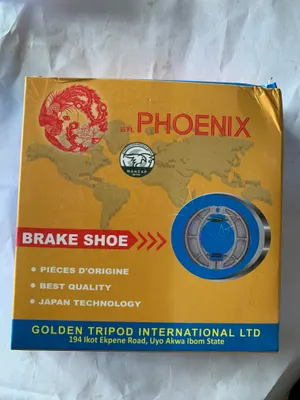 PHOENIX
BRAKE SHOE
• PIÉCES D'ORIGINE
• BEST QUALITY
• JAPAN TECHNOLOGY
GOLDEN TRIPOD INTERNATIONAL LTD
194 Ikot Ekpene Road, Uyo Akwa Ibom State